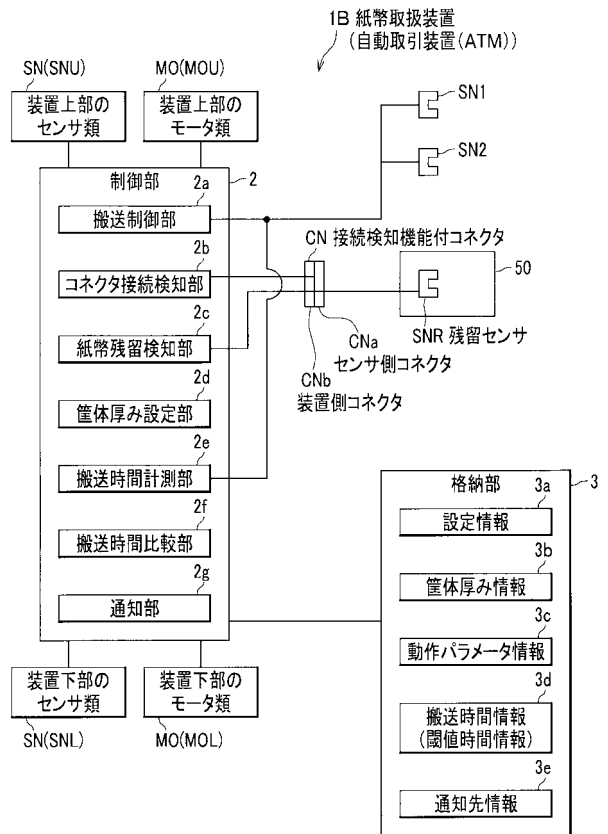 1B 紙幣取扱装置
(自動取引装置(ATM))
SN(SNU)
MO(MOU)
装置上部の
センサ類
装置上部の
モータ類
SN1
SN2
制御部
2
2a
搬送制御部
2b
コネクタ接続検知部
2c
紙幣残留検知部
2d
筐体厚み設定部
2e
搬送時間計測部
2f
搬送時間比較部
2g
通知部
CN 接続検知機能付コネクタ
50
SNR 残留センサ
CNa
センサ側コネクタ
CNb
装置側コネクタ
格納部
3
3a
設定情報
3b
筐体厚み情報
3c
動作パラメータ情報
3d
搬送時間情報
(閾値時間情報)
3e
通知先情報
装置下部の
センサ類
装置下部の
モータ類
SN(SNL)
MO(MOL)